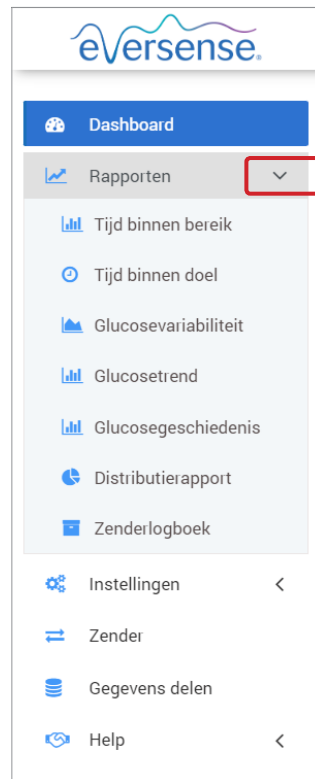 eversense.
Dashboard
Rapporten
Tijd binnen bereik
Tijd binnen doel
Glucosevariabiliteit
Glucosetrend
Glucosegeschiedenis
Distributierapport
Zenderlogboek
Instellingen
Zender
Gegevens delen
Help